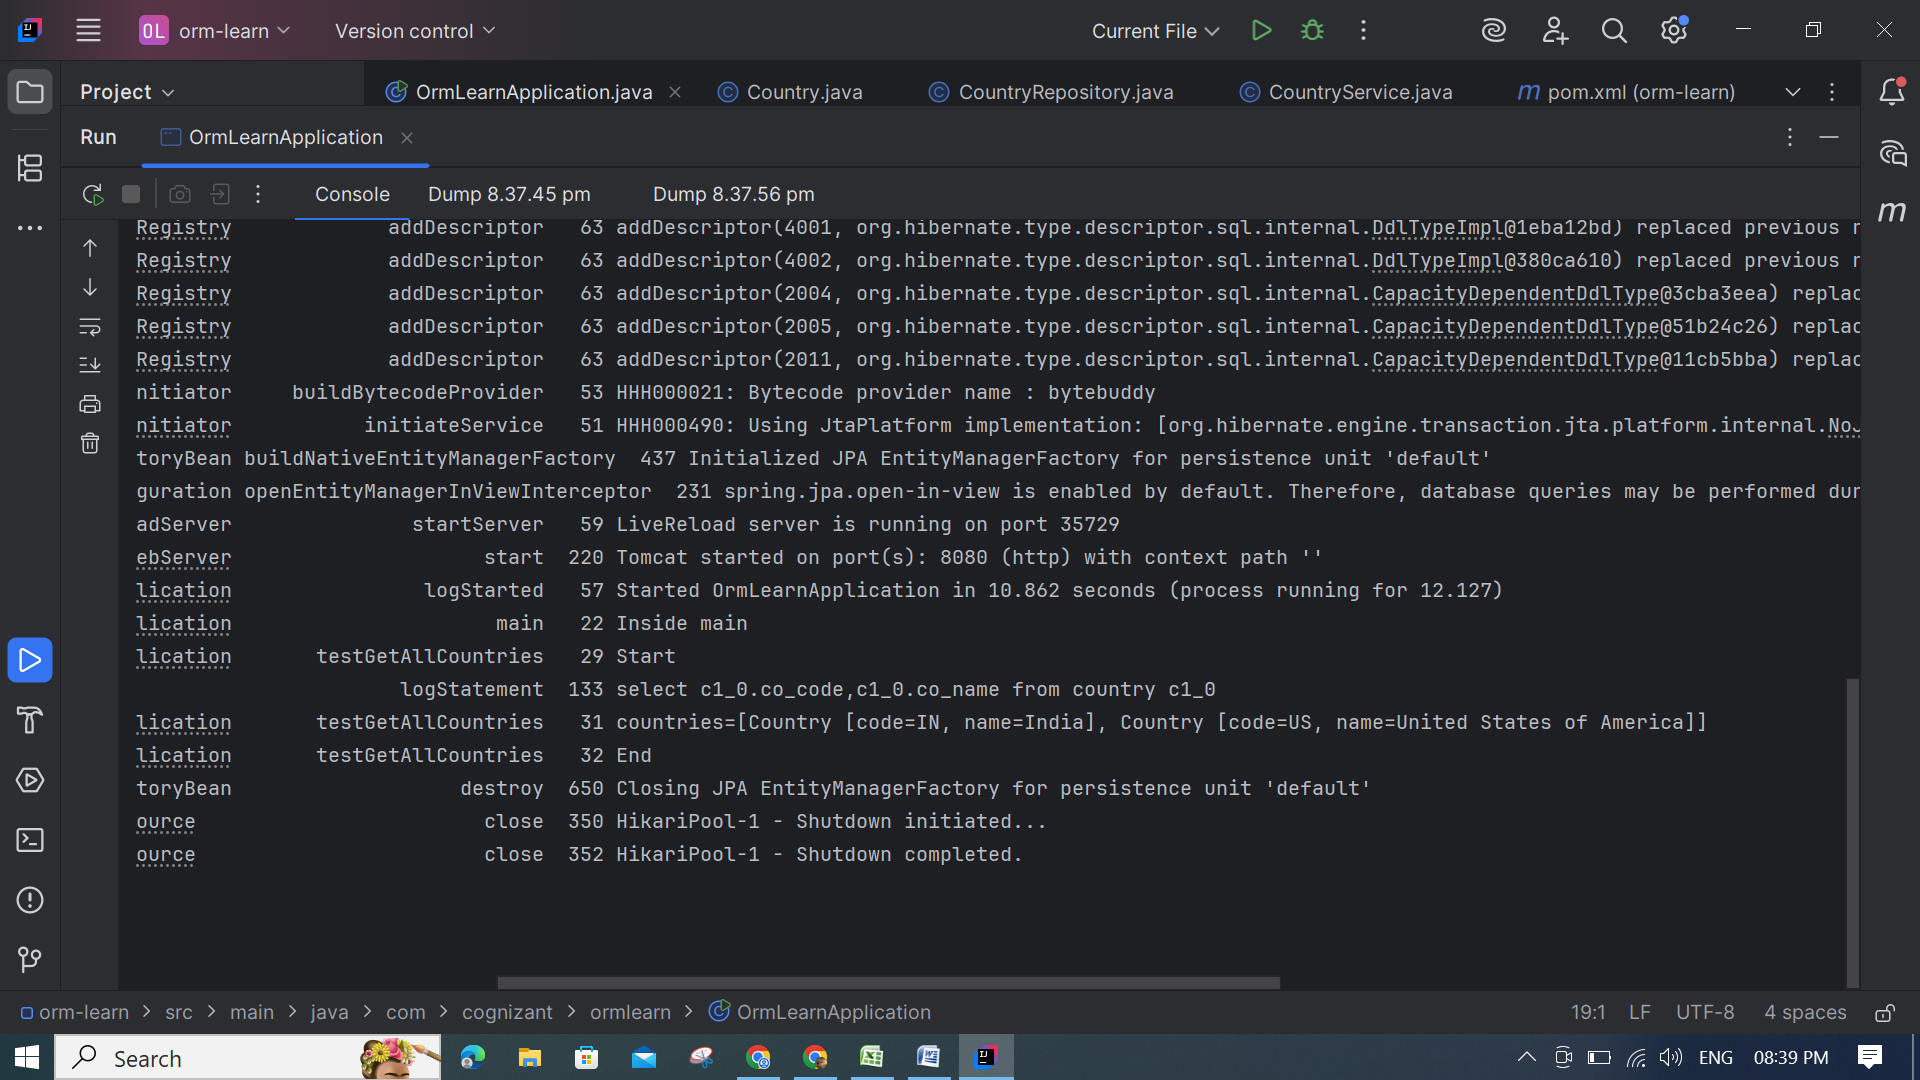 OL orm-learn Version control Current File
Project OrmLearnApplication.java Country.java CountryRepository.java CountryService.java m pom.xml (orm-learn)
Run OrmLearnApplication
Console Dump 8.37.45 pm Dump 8.37.56 pm
Registry addDescriptor 63 addDescriptor(4001, org.hibernate.type.descriptor.sql.internal.DdlTypeImpl@1eba12bd) replaced previous r
Registry addDescriptor 63 addDescriptor(4002, org.hibernate.type.descriptor.sql.internal.DdlTypeImpl@380ca610) replaced previous r
Registry addDescriptor 63 addDescriptor(2004, org.hibernate.type.descriptor.sql.internal.CapacityDependentDdlType@3cba3eea) replac
Registry addDescriptor 63 addDescriptor(2005, org.hibernate.type.descriptor.sql.internal.CapacityDependentDdlType@51b24c26) replac
Registry addDescriptor 63 addDescriptor(2011, org.hibernate.type.descriptor.sql.internal.CapacityDependentDdlType@11cb5bba) replac
nitiator buildBytecodeProvider 53 HHH000021: Bytecode provider name : bytebuddy
nitiator initiateService 51 HHH000490: Using JtaPlatform implementation: [org.hibernate.engine.transaction.jta.platform.internal.NoJ
toryBean buildNativeEntityManagerFactory 437 Initialized JPA EntityManagerFactory for persistence unit 'default'
guration openEntityManagerInViewInterceptor 231 spring.jpa.open-in-view is enabled by default. Therefore, database queries may be performed dur
adServer startServer 59 LiveReload server is running on port 35729
ebServer start 220 Tomcat started on port(s): 8080 (http) with context path ''
lication logStarted 57 Started OrmLearnApplication in 10.862 seconds (process running for 12.127)
lication main 22 Inside main
lication testGetAllCountries 29 Start
logStatement 133 select c1_0.co_code,c1_0.co_name from country c1_0
lication testGetAllCountries 31 countries=[Country [code=IN, name=India], Country [code=US, name=United States of America]]
lication testGetAllCountries 32 End
toryBean destroy 650 Closing JPA EntityManagerFactory for persistence unit 'default'
ource close 350 HikariPool-1 - Shutdown initiated...
ource close 352 HikariPool-1 - Shutdown completed.
orm-learn > src > main > java > com > cognizant > ormlearn > OrmLearnApplication 19:1 LF UTF-8 4 spaces
Search ENG 08:39 PM